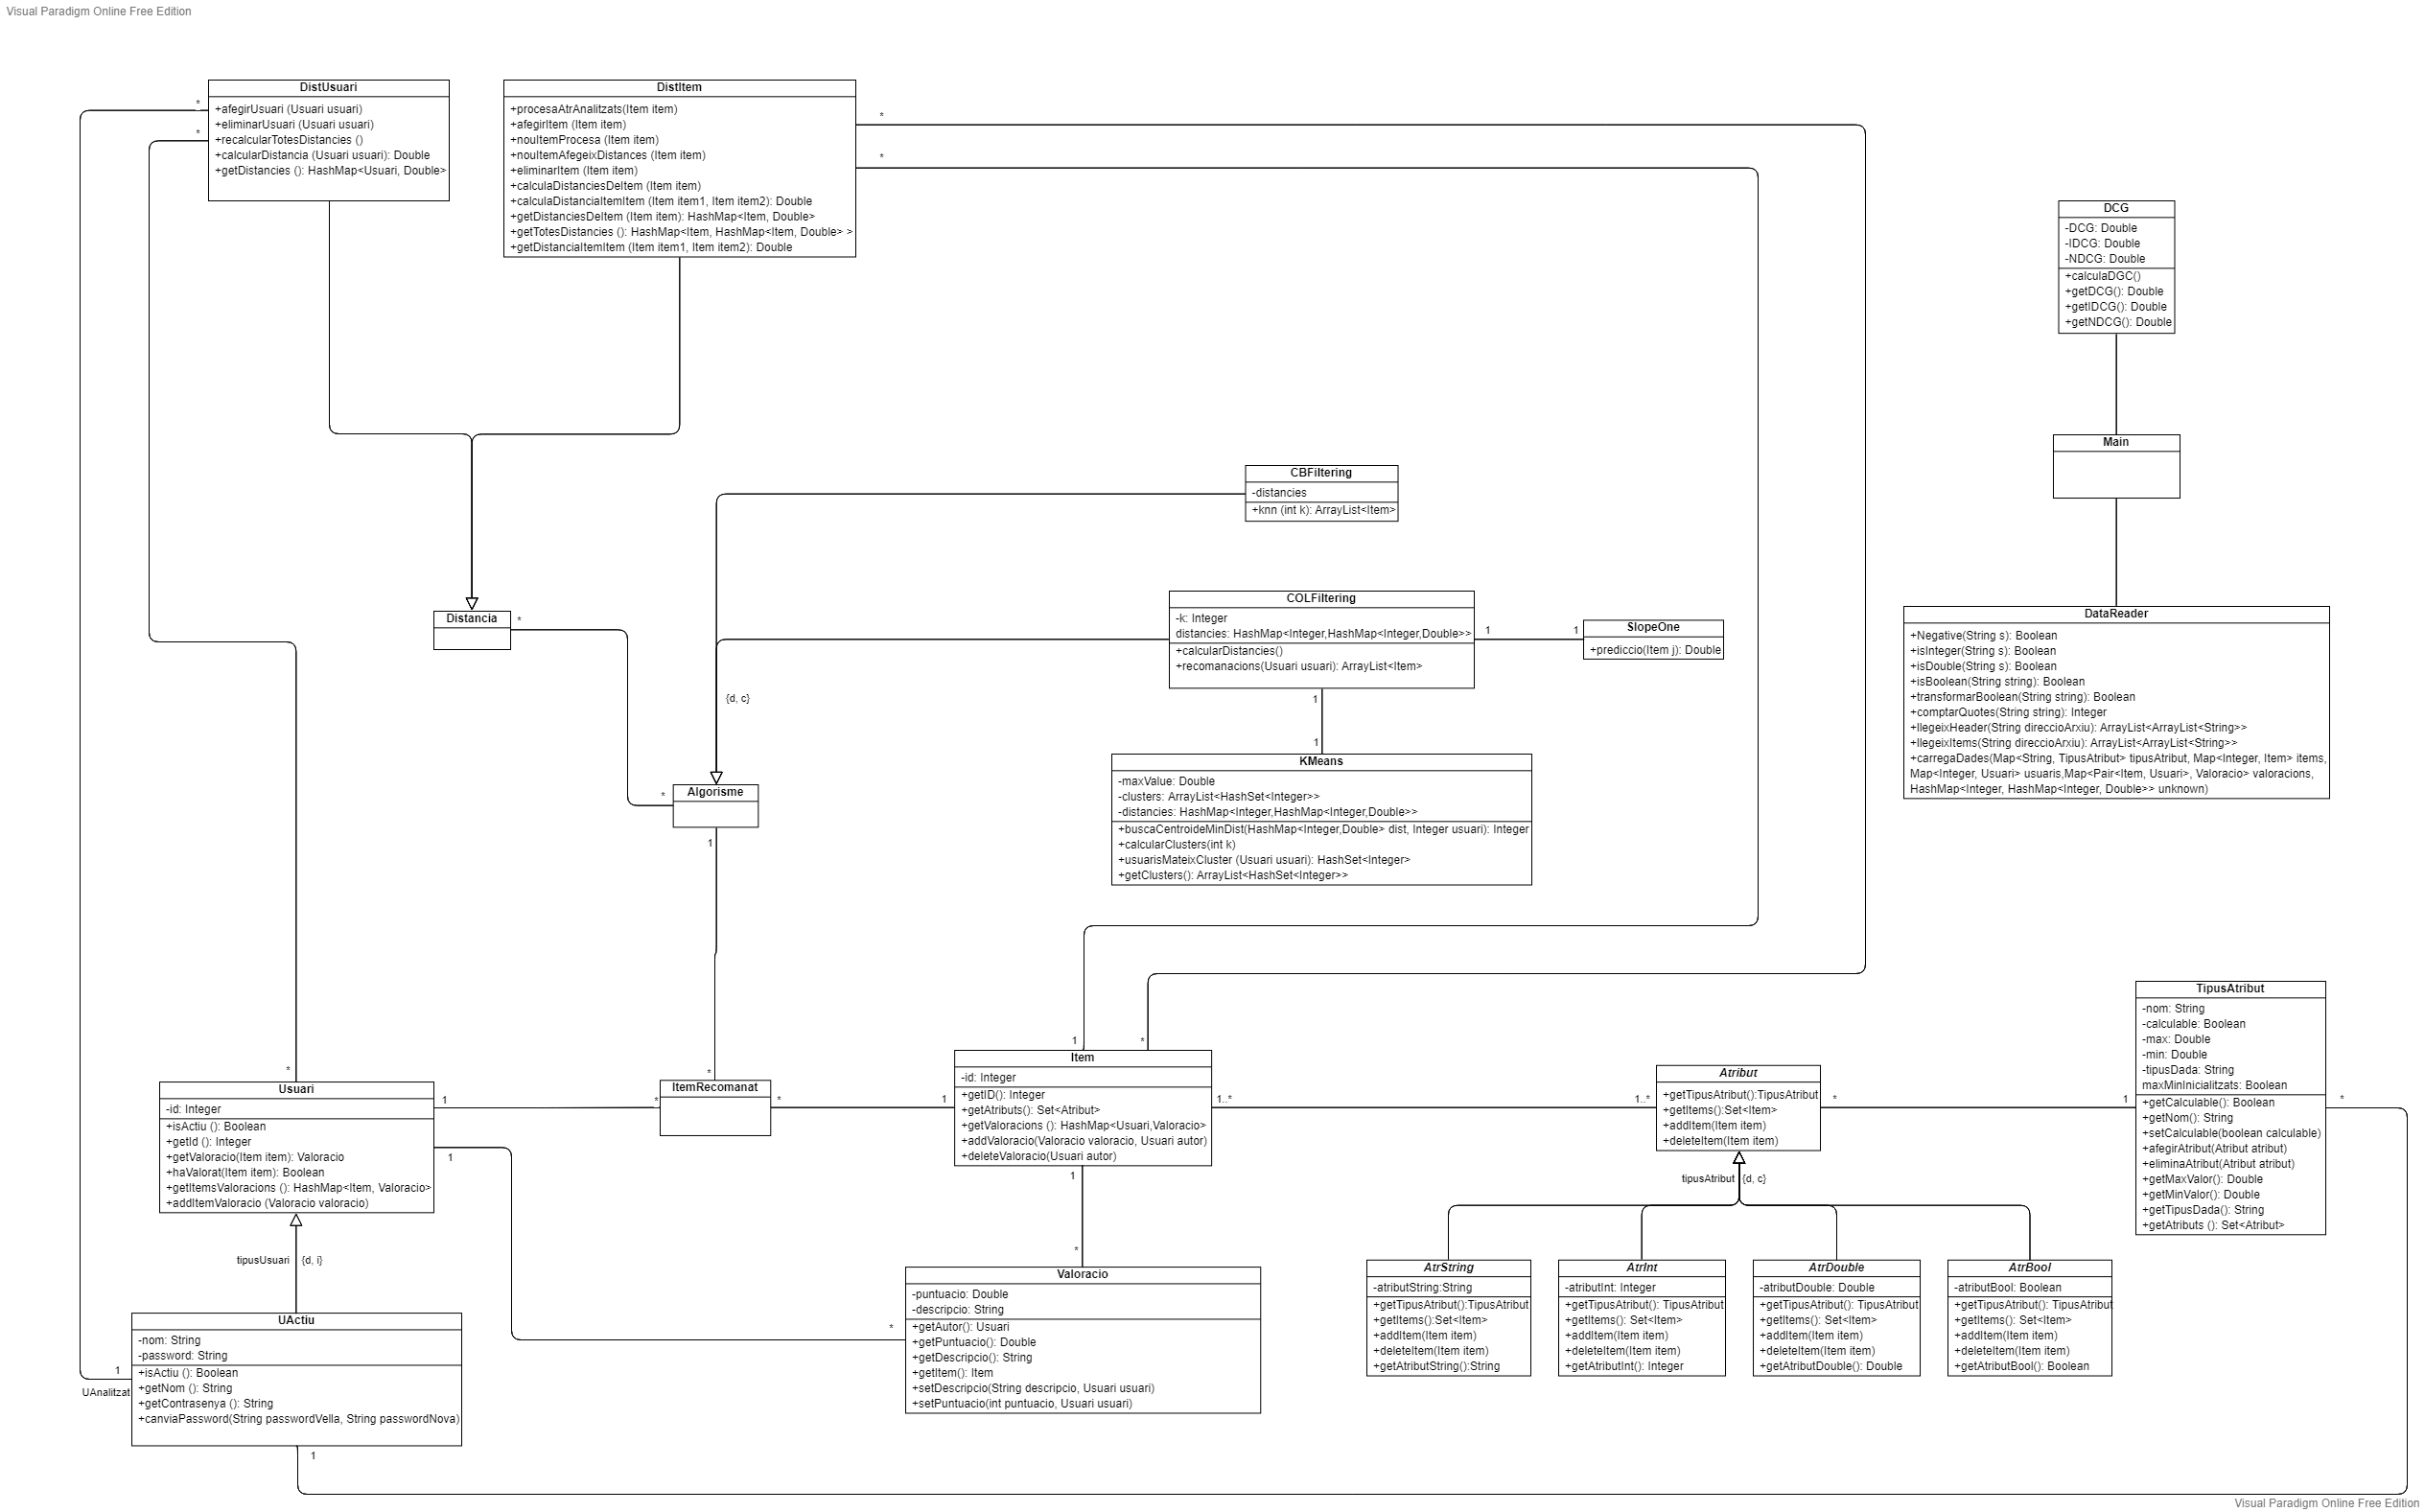 Visual Paradigm Online Free Edition
DistUsuari
+afegirUsuari (Usuari usuari)
+eliminarUsuari (Usuari usuari)
+recalcularTotesDistancies ()
+calcularDistancia (Usuari usuari): Double
+getDistancies (): HashMap<Usuari, Double>
*
*
DistItem
+procesaAtrAnalitzats(Item item)
+afegirItem (Item item)
+nouItemProcesa (Item item)
+nouItemAfegeixDistances (Item item)
+eliminarItem (Item item)
+calculaDistanciesDeItem (Item item)
+calculaDistanciaItemItem (Item item1, Item item2): Double
+getDistanciesDeItem (Item item): HashMap<Item, Double>
+getTotesDistancies (): HashMap<Item, HashMap<Item, Double> >
+getDistanciaItemItem (Item item1, Item item2): Double
*
*
DCG
-DCG: Double
-IDCG: Double
-NDCG: Double
+calculaDGC()
+getDCG(): Double
+getIDCG(): Double
+getNDCG(): Double
Main
CBFiltering
-distancies
+knn (int k): ArrayList<Item>
COLFiltering
-k: Integer
distancies: HashMap<Integer,HashMap<Integer,Double>>
+calcularDistancies()
+recomanacions(Usuari usuari): ArrayList<Item>
1
1
SlopeOne
+prediccio(Item j): Double
Distancia
*
{d, c}
1
1
DataReader
+Negative(String s): Boolean
+isInteger(String s): Boolean
+isDouble(String s): Boolean
+isBoolean(String string): Boolean
+transformarBoolean(String string): Boolean
+comptarQuotes(String string): Integer
+llegeixHeader(String direccioArxiu): ArrayList<ArrayList<String>>
+llegeixItems(String direccioArxiu): ArrayList<ArrayList<String>>
+carregaDades(Map<String, TipusAtribut> tipusAtribut, Map<Integer, Item> items,
Map<Integer, Usuari> usuaris,Map<Pair<Item, Usuari>, Valoracio> valoracions,
HashMap<Integer, HashMap<Integer, Double>> unknown)
KMeans
-maxValue: Double
-clusters: ArrayList<HashSet<Integer>>
-distancies: HashMap<Integer,HashMap<Integer,Double>>
+buscaCentroideMinDist(HashMap<Integer,Double> dist, Integer usuari): Integer
+calcularClusters(int k)
+usuarisMateixCluster (Usuari usuari): HashSet<Integer>
+getClusters(): ArrayList<HashSet<Integer>>
Algorisme
*
1
*
*
1
*
Usuari
-id: Integer
+isActiu (): Boolean
+getId (): Integer
+getValoracio(Item item): Valoracio
+haValorat(Item item): Boolean
+getItemsValoracions (): HashMap<Item, Valoracio>
+addItemValoracio (Valoracio valoracio)
1
*
1
ItemRecomanat
*
1
Item
-id: Integer
+getID(): Integer
+getAtributs(): Set<Atribut>
+getValoracions (): HashMap<Usuari,Valoracio>
+addValoracio(Valoracio valoracio, Usuari autor)
+deleteValoracio(Usuari autor)
1..*
1..*
1
*
Atribut
+getTipusAtribut():TipusAtribut
+getItems():Set<Item>
+addItem(Item item)
+deleteItem(Item item)
*
1
TipusAtribut
-nom: String
-calculable: Boolean
-max: Double
-min: Double
-tipusDada: String
maxMinInicialitzats: Boolean
+getCalculable(): Boolean
+getNom(): String
+setCalculable(boolean calculable)
+afegirAtribut(Atribut atribut)
+eliminaAtribut(Atribut atribut)
+getMaxValor(): Double
+getMinValor(): Double
+getTipusDada(): String
+getAtributs (): Set<Atribut>
*
tipusAtribut {d, c}
tipusUsuari {d, i}
Valoracio
-puntuacio: Double
-descripcio: String
+getAutor(): Usuari
+getPuntuacio(): Double
+getDescripcio(): String
+getItem(): Item
+setDescripcio(String descripcio, Usuari usuari)
+setPuntuacio(int puntuacio, Usuari usuari)
*
AtrString
-atributString:String
+getTipusAtribut():TipusAtribut
+getItems():Set<Item>
+addItem(Item item)
+deleteItem(Item item)
+getAtributString():String
AtrInt
-atributInt: Integer
+getTipusAtribut(): TipusAtribut
+getItems(): Set<Item>
+addItem(Item item)
+deleteItem(Item item)
+getAtributInt(): Integer
AtrDouble
-atributDouble: Double
+getTipusAtribut(): TipusAtribut
+getItems(): Set<Item>
+addItem(Item item)
+deleteItem(Item item)
+getAtributDouble(): Double
AtrBool
-atributBool: Boolean
+getTipusAtribut(): TipusAtribut
+getItems(): Set<Item>
+addItem(Item item)
+deleteItem(Item item)
+getAtributBool(): Boolean
UActiu
-nom: String
-password: String
+isActiu (): Boolean
+getNom (): String
+getContrasenya (): String
+canviaPassword(String passwordVella, String passwordNova)
1
UAnalitzat
1
Visual Paradigm Online Free Edition